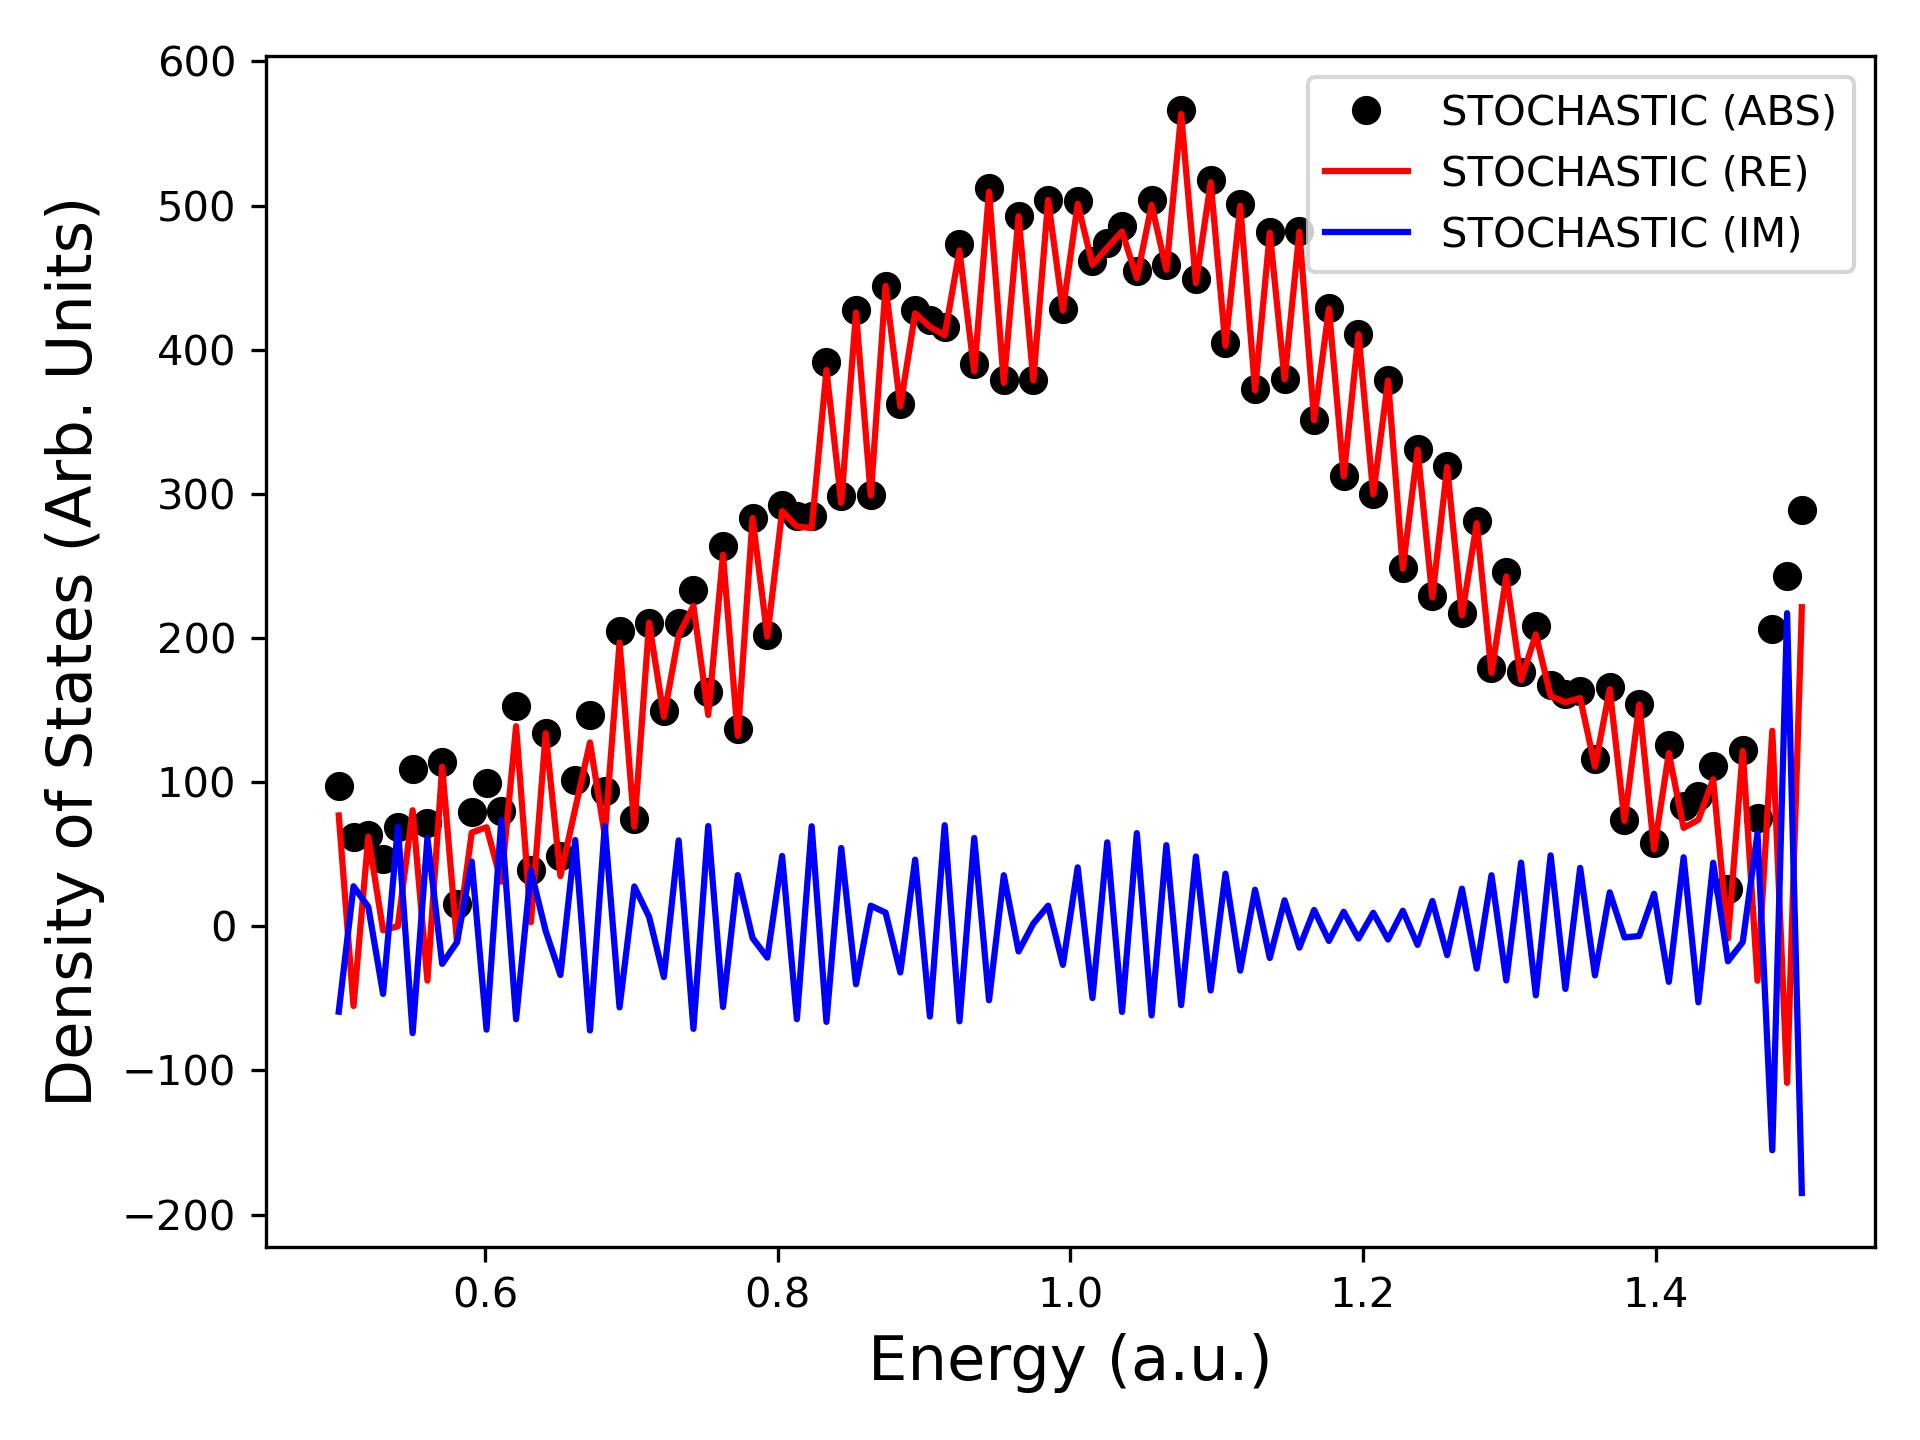 600
500
400
300
200
100
0
−100
−200
Density of States (Arb. Units)
STOCHASTIC (ABS)
STOCHASTIC (RE)
STOCHASTIC (IM)
0.6
0.8
1.0
1.2
1.4
Energy (a.u.)